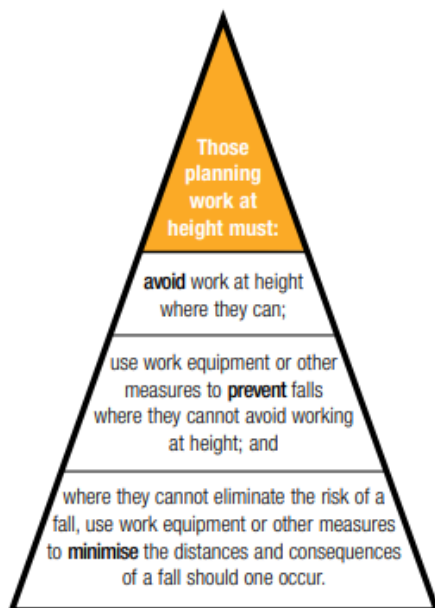 Those
planning
work at
height must:
avoid work at height
where they can;
use work equipment or other
measures to prevent falls
where they cannot avoid working
at height; and
where they cannot eliminate the risk of a
fall, use work equipment or other measures
to minimise the distances and consequences
of a fall should one occur.